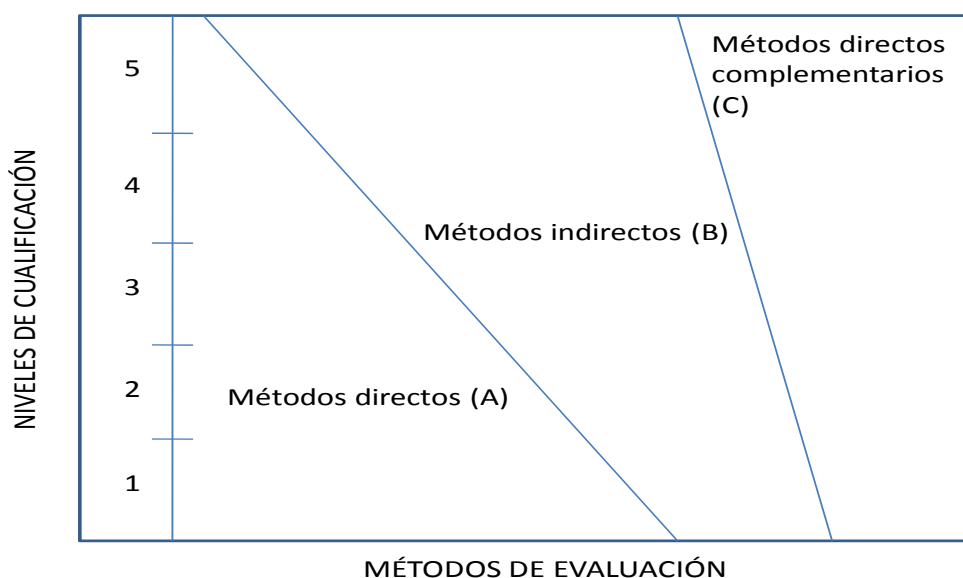 NIVELES DE CUALIFICACIÓN
5
4
3
2
1
Métodos directos (A)
Métodos indirectos (B)
Métodos directos
complementarios
(C)
MÉTODOS DE EVALUACIÓN